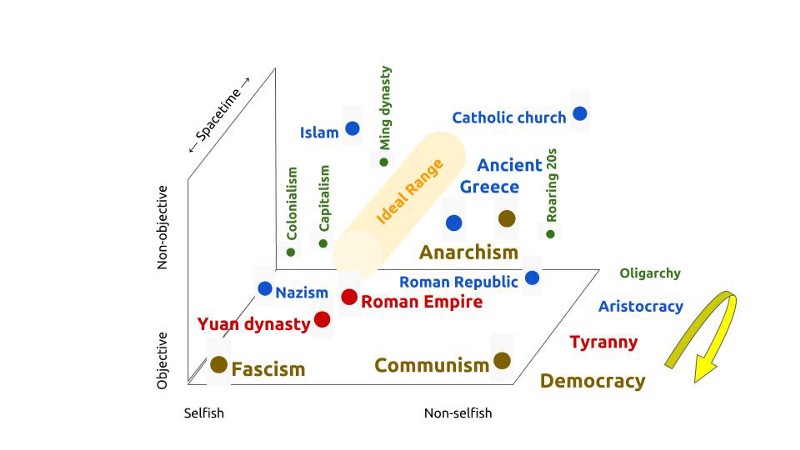 ← Spacetime →
Ming dynasty
Catholic church
Islam
Ancient
Greece
Ideal Range
Roaring 20s
Colonialism
Capitalism
Non-objective
Anarchism
Oligarchy
Roman Republic
Nazism
Roman Empire
Aristocracy
Yuan dynasty
Tyranny
Objective
Fascism
Communism
Democracy
Selfish
Non-selfish